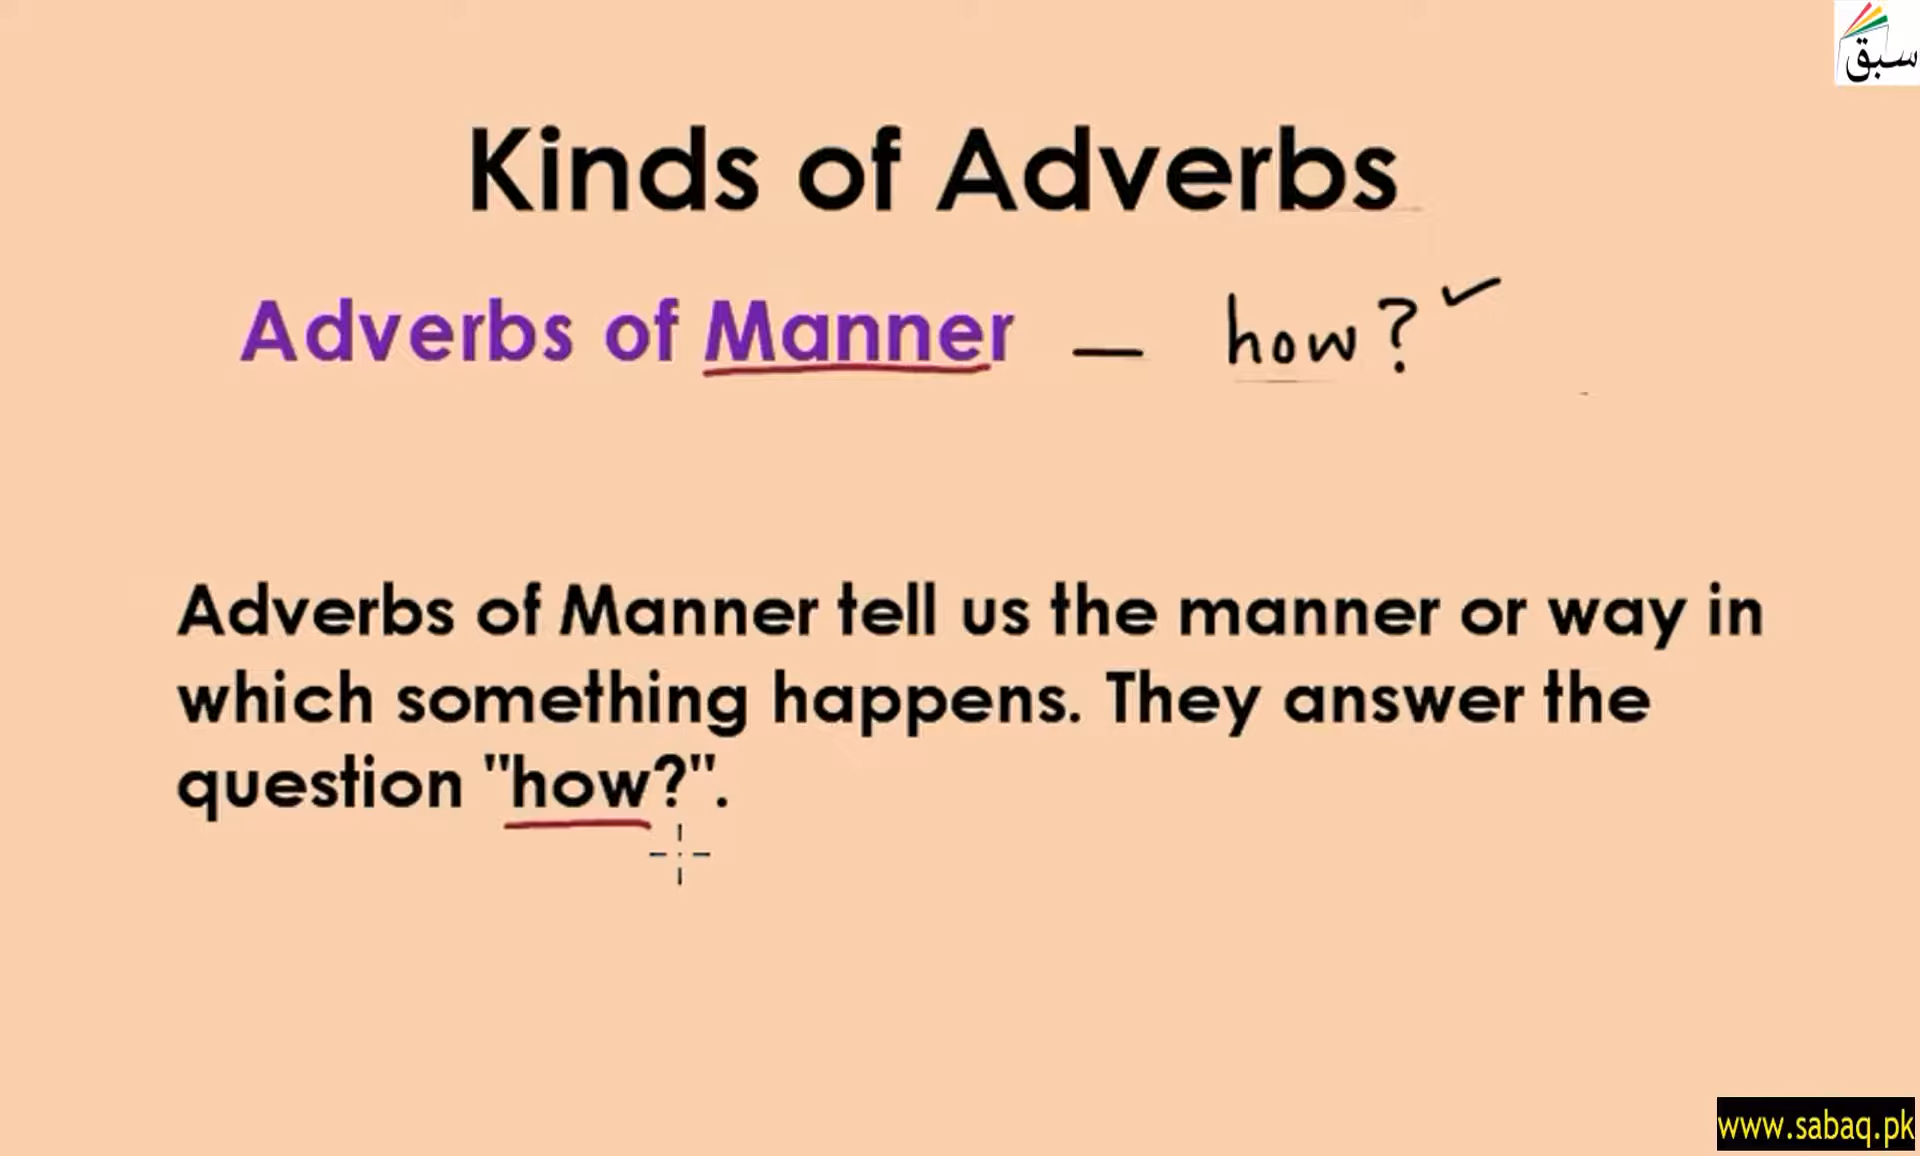 سبق
Kinds of Adverbs
Adverbs of Manner — how? ✓
Adverbs of Manner tell us the manner or way in
which something happens. They answer the
question "how?".
www.sabaq.pk